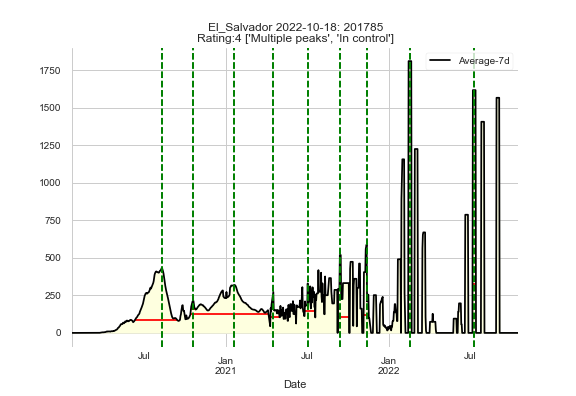 El_Salvador 2022-10-18: 201785
Rating:4 ['Multiple peaks', 'In control']
Average-7d
1750
1500
1250
1000
750
500
250
0
Jul
Jan
2021
Jul
Jan
2022
Jul
Date